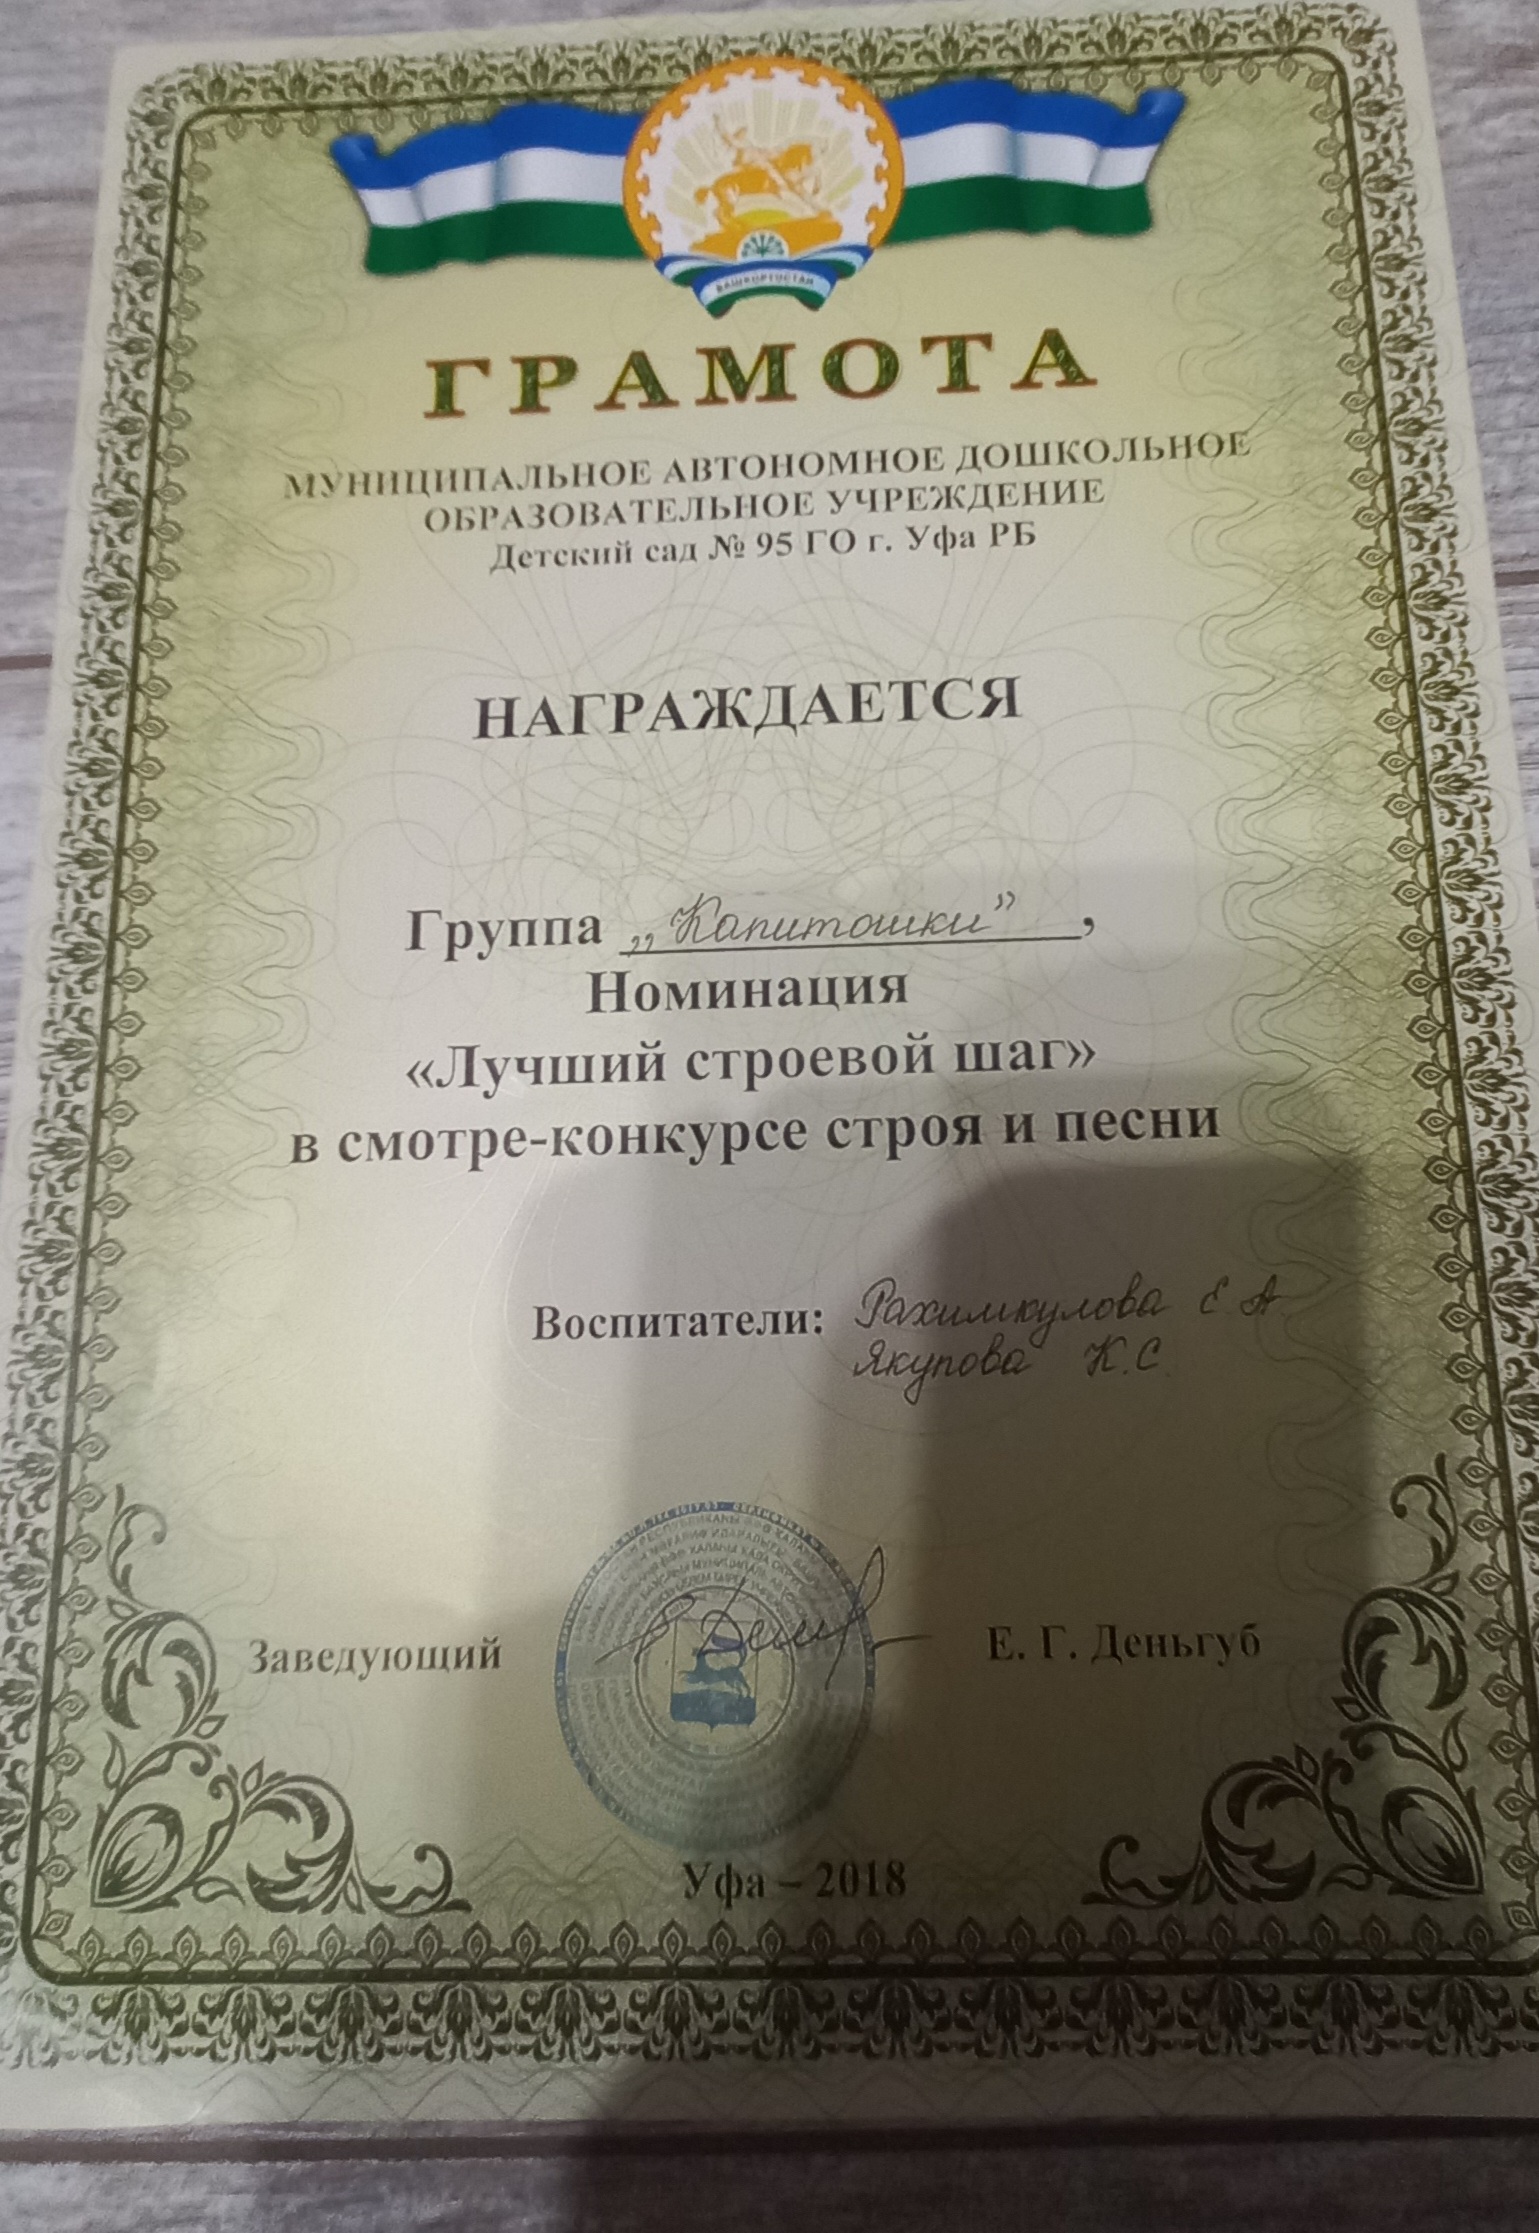 БАШКОРТОСТАН
ГРАМОТА
МУНИЦИПАЛЬНОЕ АВТОНОМНОЕ ДОШКОЛЬНОЕ
ОБРАЗОВАТЕЛЬНОЕ УЧРЕЖДЕНИЕ
Детский сад № 95 ГО г. Уфа РБ
НАГРАЖДАЕТСЯ
Группа „Капитошки”,
Номинация
«Лучший строевой шаг»
в смотре-конкурсе строя и песни
Воспитатели: Рахимкулова Е.А.
Якупова К.С.
Заведующий Е. Г. Деньгуб
Уфа – 2018